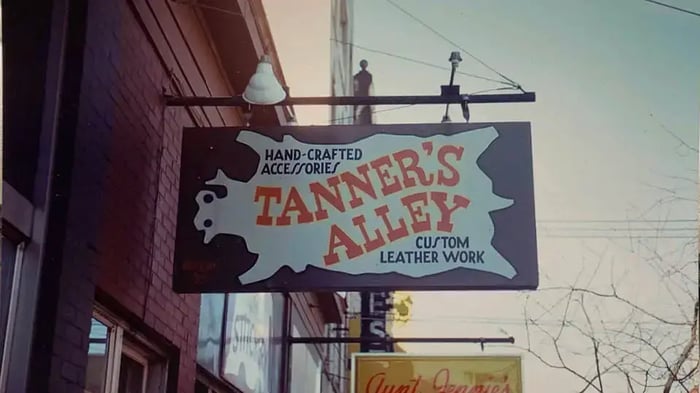 HAND-CRAFTED
ACCESSORIES
TANNER'S
ALLEY
CUSTOM
LEATHER WORK
Aunt Jennie's